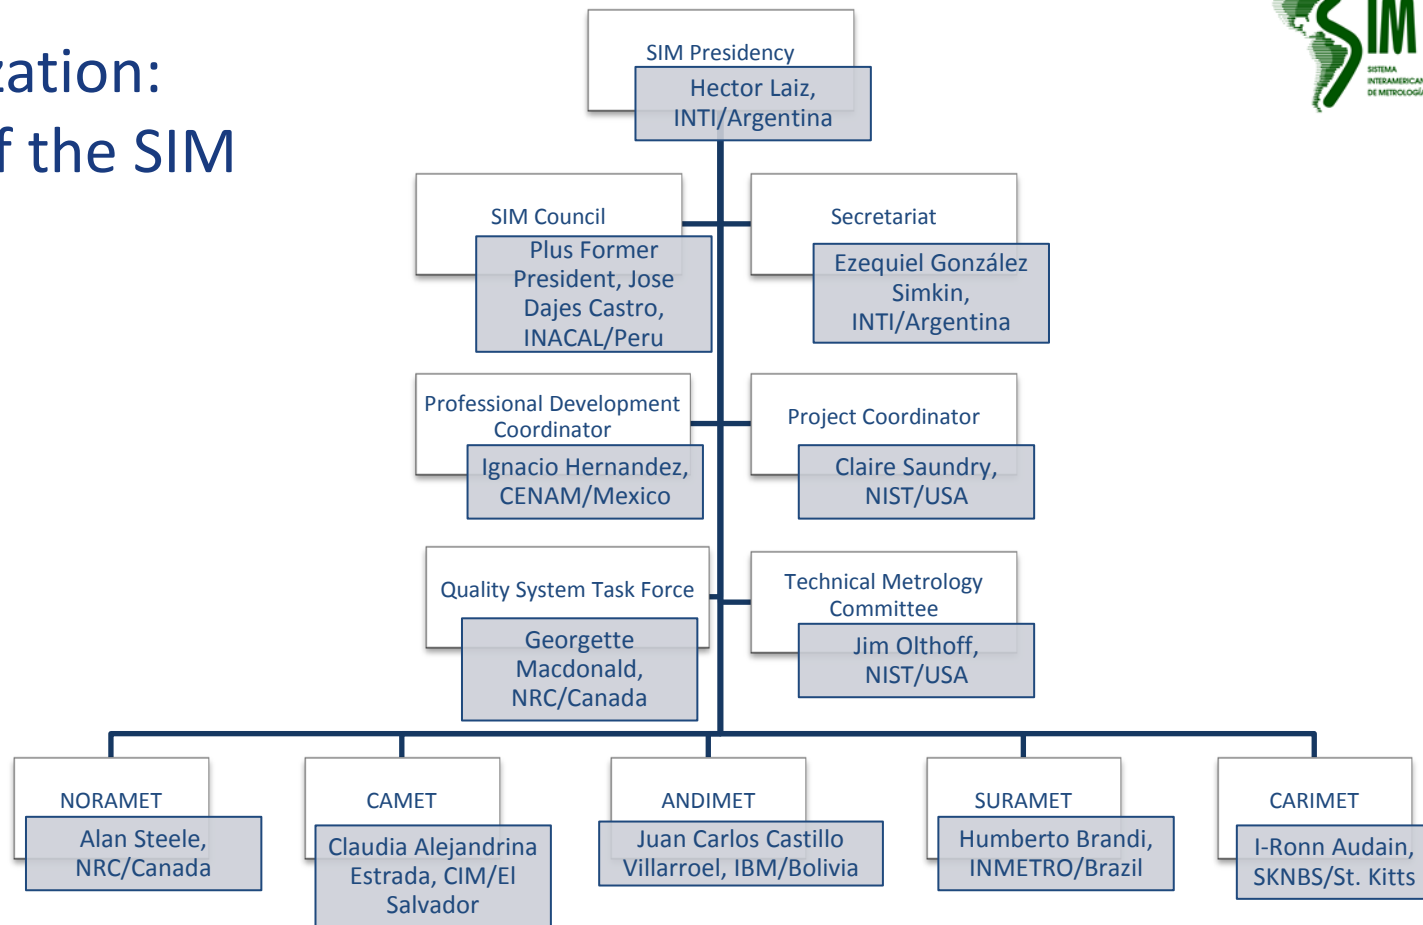 zation:
f the SIM
SIM
SISTEMA
INTERAMERICAN
DE METROLOGÍA
SIM Presidency
Hector Laiz,
INTI/Argentina
SIM Council
Plus Former
President, Jose
Dajes Castro,
INACAL/Peru
Secretariat
Ezequiel González
Simkin,
INTI/Argentina
Professional Development
Coordinator
Ignacio Hernandez,
CENAM/Mexico
Project Coordinator
Claire Saundry,
NIST/USA
Quality System Task Force
Georgette
Macdonald,
NRC/Canada
Technical Metrology
Committee
Jim Olthoff,
NIST/USA
NORAMET
Alan Steele,
NRC/Canada
CAMET
Claudia Alejandrina
Estrada, CIM/El
Salvador
ANDIMET
Juan Carlos Castillo
Villarroel, IBM/Bolivia
SURAMET
Humberto Brandi,
INMETRO/Brazil
CARIMET
I-Ronn Audain,
SKNBS/St. Kitts